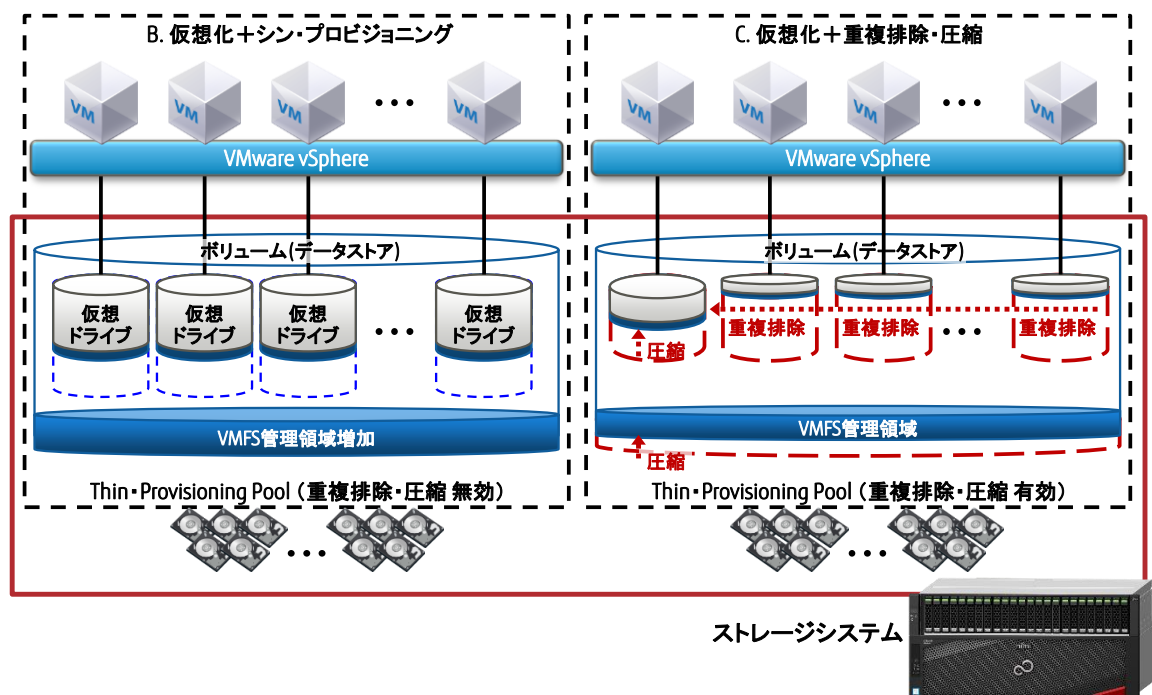 B. 仮想化＋シン・プロビジョニング
VM
VM
VM
VM
VMware vSphere
ボリューム(データストア)
仮想
ドライブ
仮想
ドライブ
仮想
ドライブ
仮想
ドライブ
VMFS管理領域増加
Thin・Provisioning Pool（重複排除・圧縮 無効）
C. 仮想化＋重複排除・圧縮
VM
VM
VM
VM
VMware vSphere
ボリューム(データストア)
圧縮
重複排除
重複排除
重複排除
VMFS管理領域
圧縮
Thin・Provisioning Pool（重複排除・圧縮 有効）
ストレージシステム